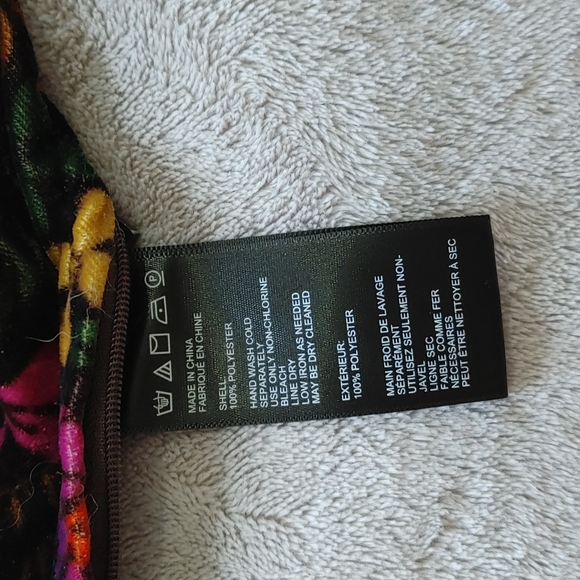 MADE IN CHINA
FABRIQUÉ EN CHINE
SHELL:
100% POLYESTER
HAND WASH COLD
SEPARATELY
USE ONLY NON-CHLORINE
BLEACH
LINE DRY
LOW IRON AS NEEDED
MAY BE DRY CLEANED
EXTÉRIEUR:
100% POLYESTER
MAIN FROID DE LAVAGE
SÉPARÉMENT
UTILISEZ SEULEMENT NON-
JAVEL
LIGNE SEC
FAIBLE COMME FER
NÉCESSAIRES
PEUT ÊTRE NETTOYER À SEC